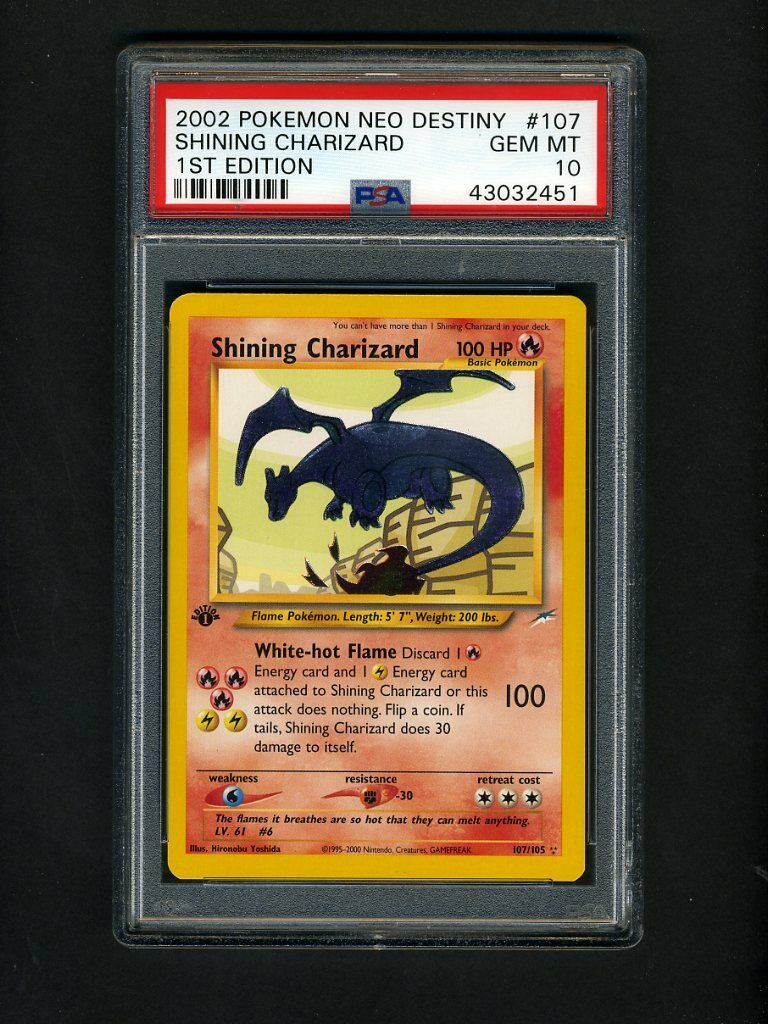 2002 POKEMON NEO DESTINY #107
SHINING CHARIZARD GEM MT
1ST EDITION 10
43032451
PSA
You can't have more than 1 Shining Charizard in your deck.
Shining Charizard 100 HP
Basic Pokémon
EDITION
1
Flame Pokémon. Length: 5' 7", Weight: 200 lbs.
White-hot Flame Discard 1
Energy card and 1 Energy card
attached to Shining Charizard or this
attack does nothing. Flip a coin. If
tails, Shining Charizard does 30
damage to itself.
100
weakness resistance retreat cost
-30
The flames it breathes are so hot that they can melt anything.
LV. 61 #6
Illus. Hironobu Yoshida ©1995-2000 Nintendo, Creatures, GAMEFREAK. 107/105